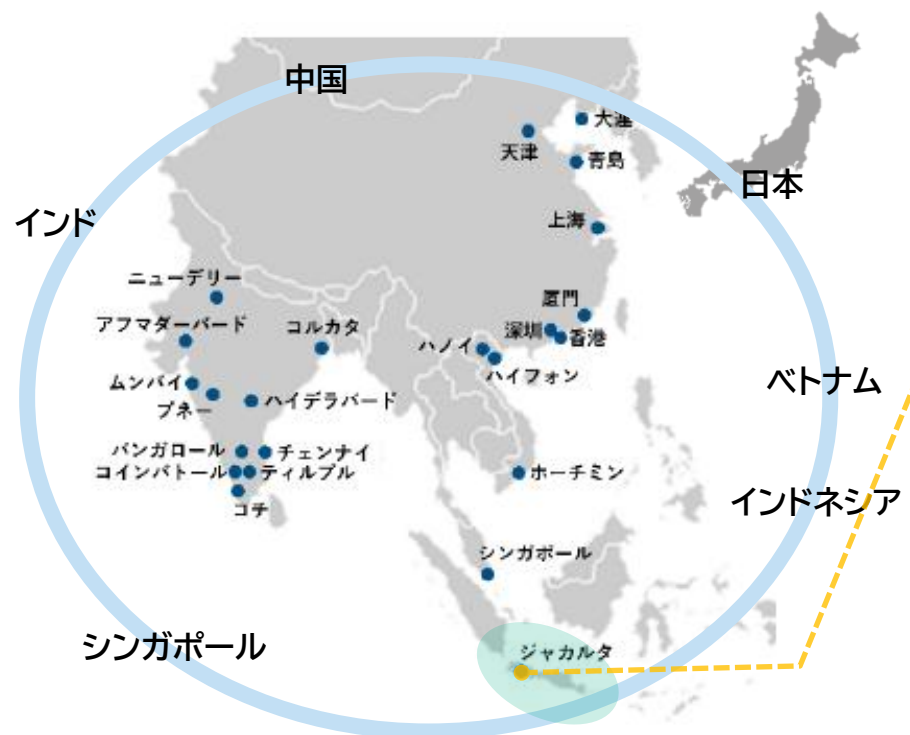 中国
大連
天津
青島
日本
インド
上海
ニューデリー
厦門
アフマダーバード
コルカタ
深圳
香港
ハノイ
ハイフォン
ムンバイ
プネー
ハイデラバード
ベトナム
バンガロール
チェンナイ
コインバトール
ティルプル
ホーチミン
コチ
インドネシア
シンガポール
シンガポール
ジャカルタ